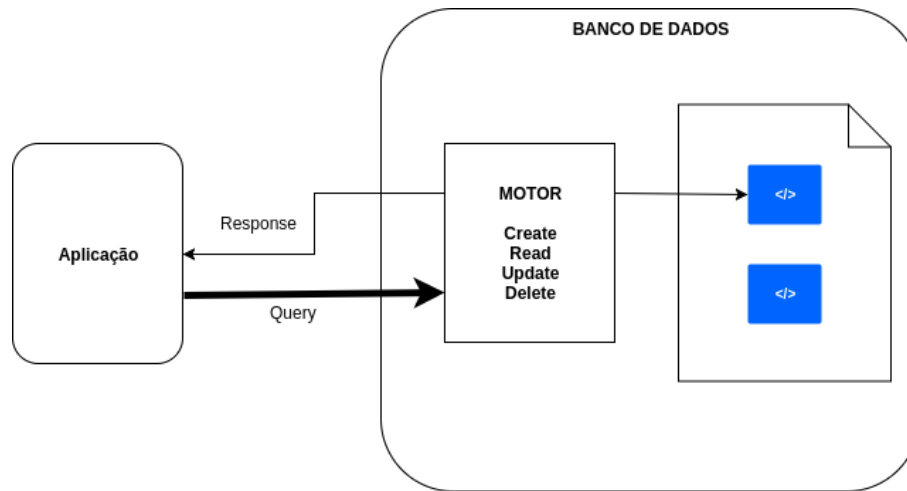 BANCO DE DADOS
Aplicação
Response
Query
MOTOR
Create
Read
Update
Delete
</>
</>